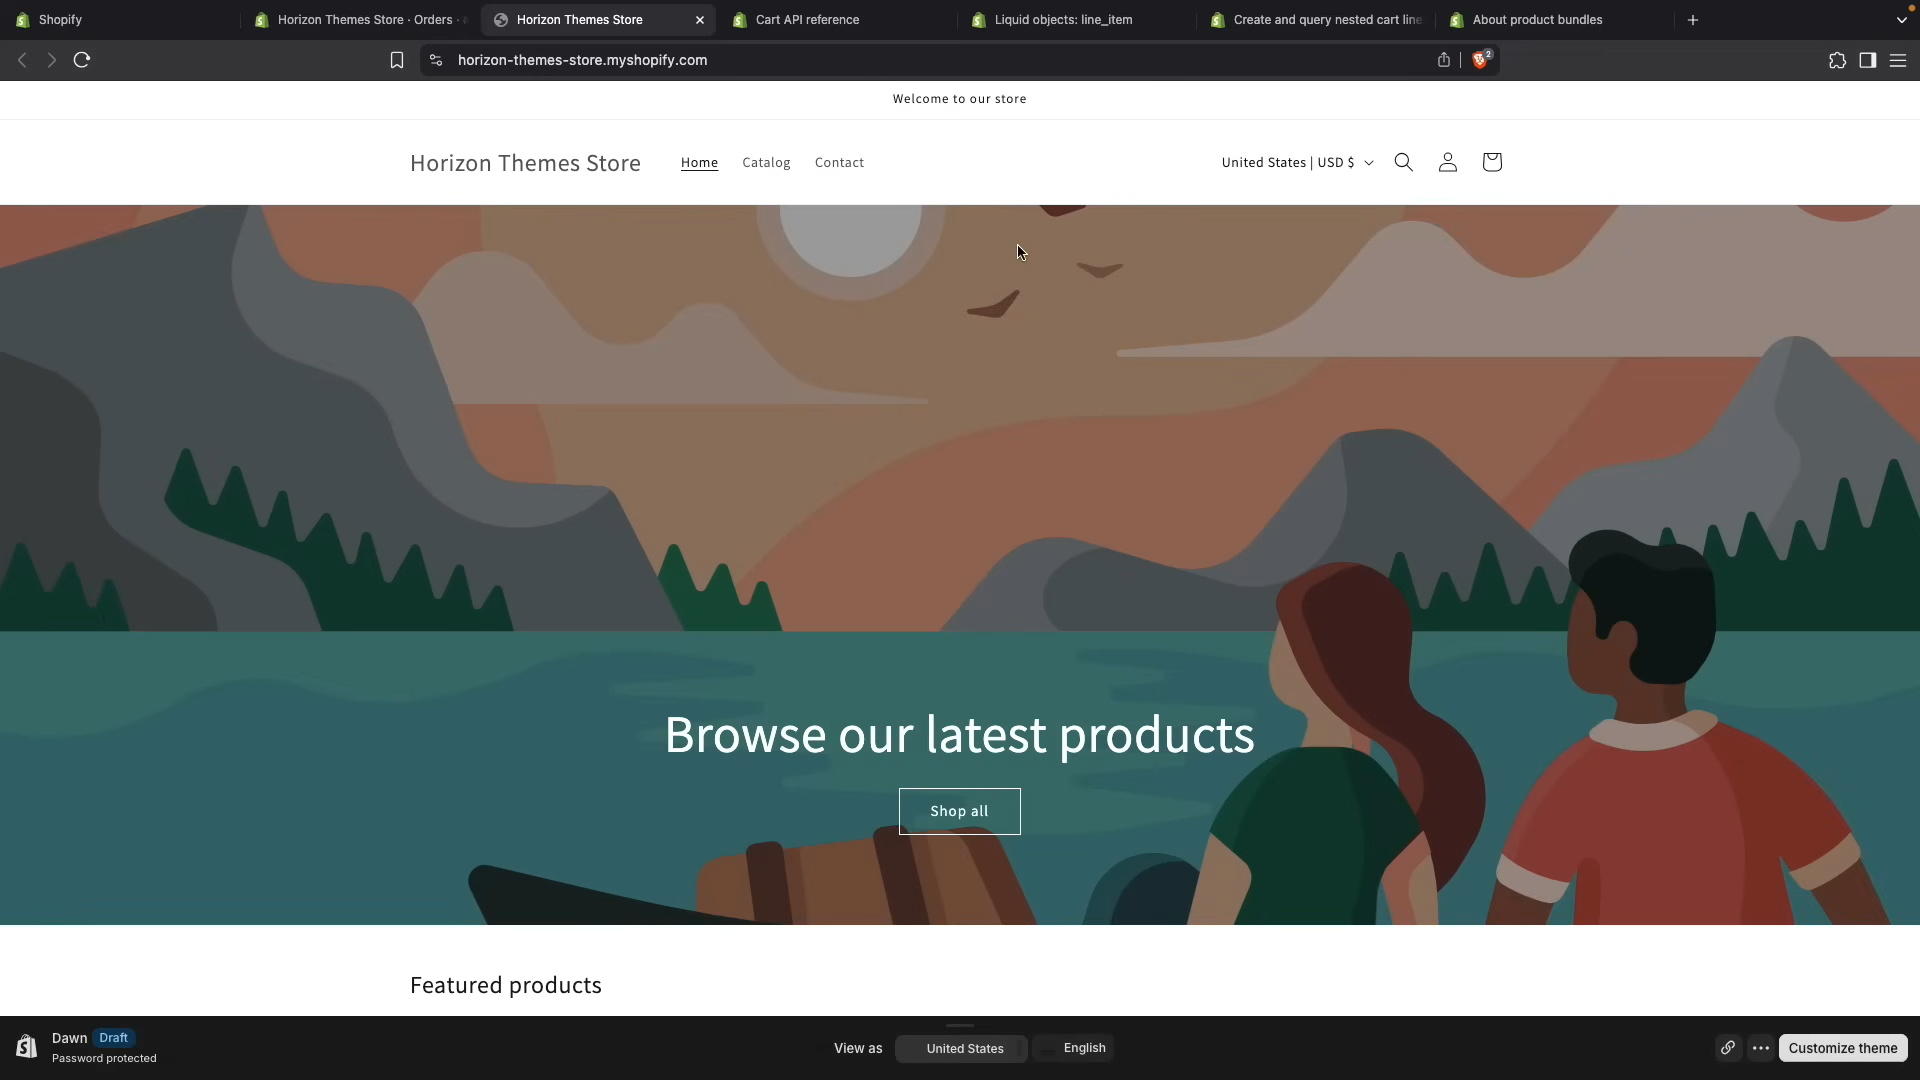 Shopify
Horizon Themes Store · Orders ·
Horizon Themes Store
Cart API reference
Liquid objects: line_item
Create and query nested cart line
About product bundles
horizon-themes-store.myshopify.com
2
Welcome to our store
Horizon Themes Store
Home
Catalog
Contact
United States | USD $
Browse our latest products
Shop all
Featured products
Dawn
Draft
Password protected
View as
United States
English
Customize theme